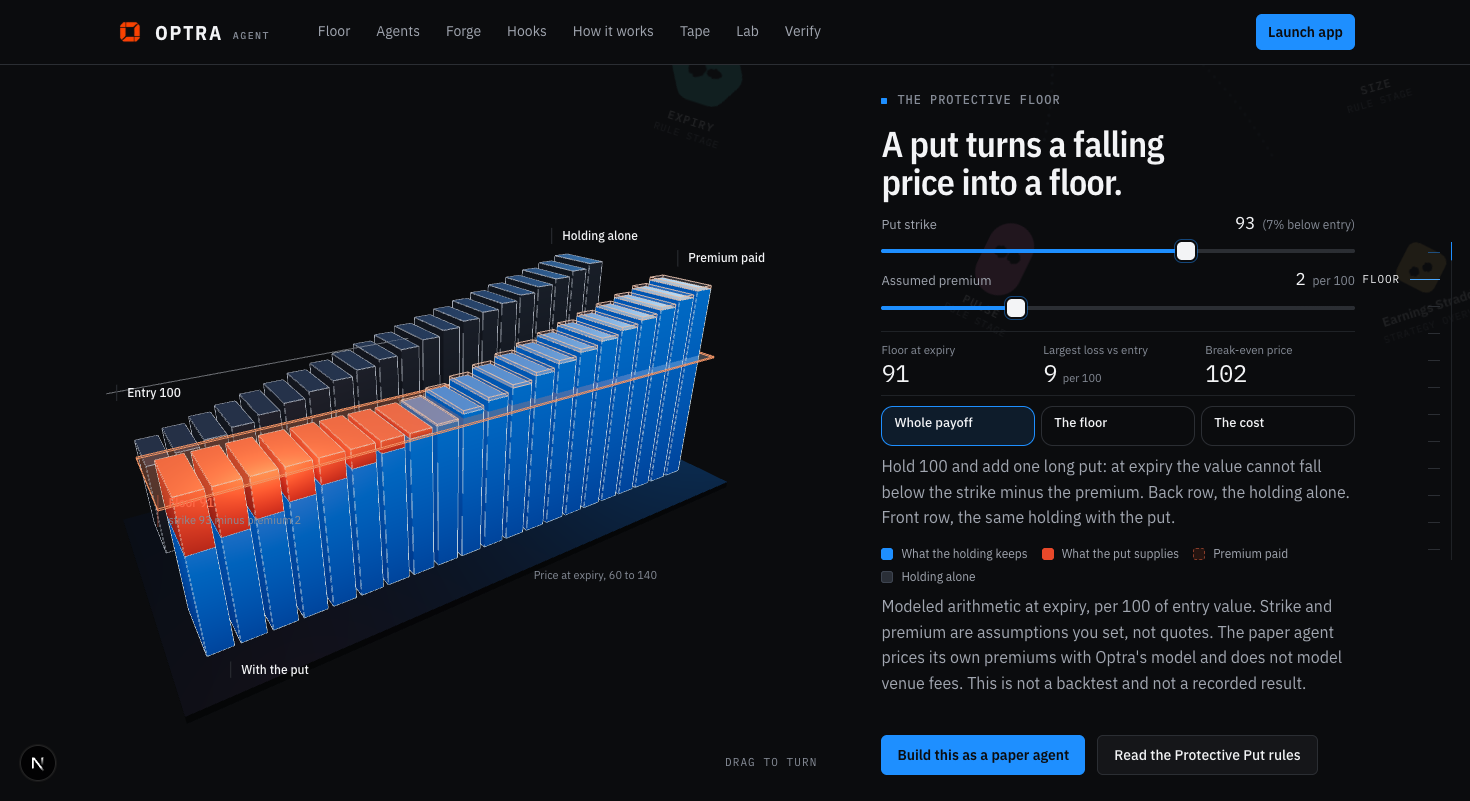 OPTRA AGENT
Floor
Agents
Forge
Hooks
How it works
Tape
Lab
Verify
Launch app
EXPIRY
RULE STAGE
SIZE
RULE STAGE
THE PROTECTIVE FLOOR
A put turns a falling
price into a floor.
Put strike
93 (7% below entry)
Assumed premium
2 per 100
FLOOR
Floor at expiry
91
Largest loss vs entry
9 per 100
Break-even price
102
Whole payoff
The floor
The cost
Hold 100 and add one long put: at expiry the value cannot fall
below the strike minus the premium. Back row, the holding alone.
Front row, the same holding with the put.
What the holding keeps
What the put supplies
Premium paid
Holding alone
Modeled arithmetic at expiry, per 100 of entry value. Strike and
premium are assumptions you set, not quotes. The paper agent
prices its own premiums with Optra's model and does not model
venue fees. This is not a backtest and not a recorded result.
Build this as a paper agent
Read the Protective Put rules
Holding alone
Premium paid
Entry 100
strike 93 minus premium 2
Price at expiry, 60 to 140
With the put
DRAG TO TURN